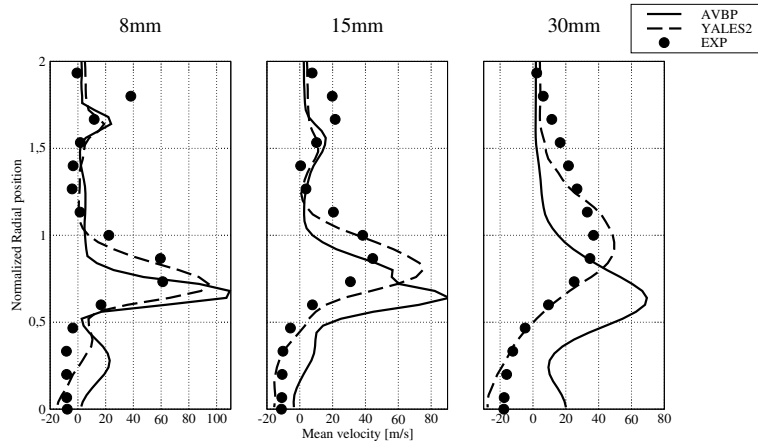 8mm
15mm
30mm
AVBP
YALES2
EXP
Normalized Radial position
2
1,5
1
0,5
0
-20 0 20 40 60 80 100
-20 0 20 40 60 80
-20 0 20 40 60 80
Mean velocity [m/s]